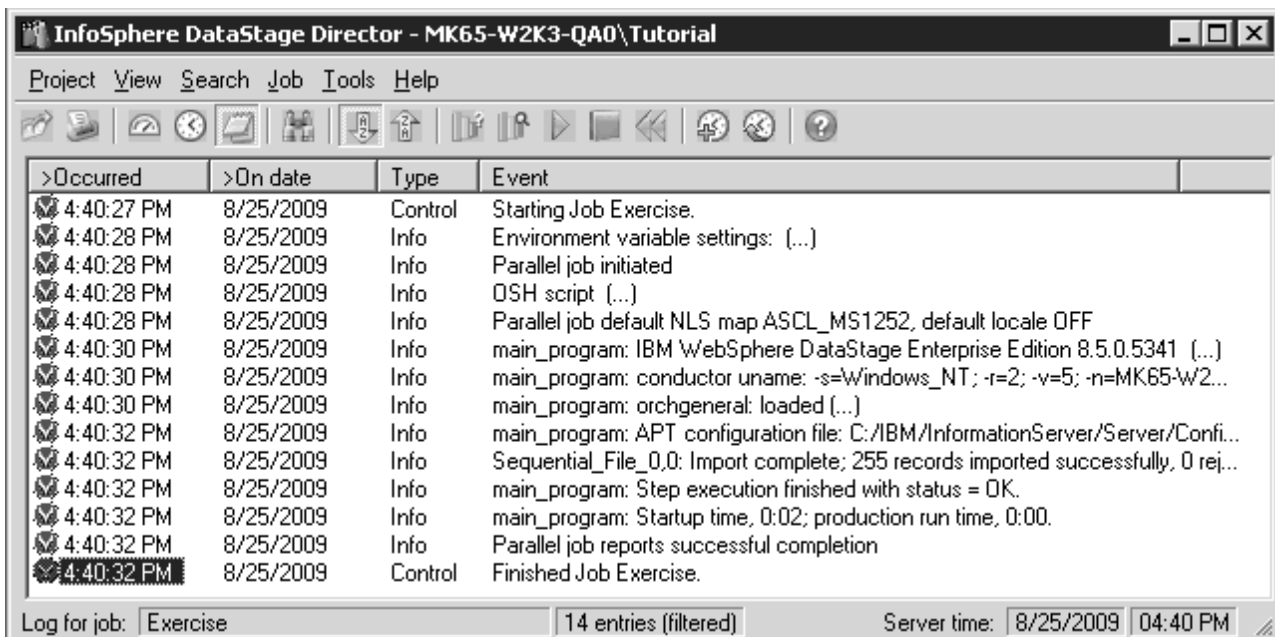 InfoSphere DataStage Director - MK65-W2K3-QA0\Tutorial
Project View Search Job Tools Help
>Occurred >On date Type Event
4:40:27 PM 8/25/2009 Control Starting Job Exercise.
4:40:28 PM 8/25/2009 Info Environment variable settings: (...)
4:40:28 PM 8/25/2009 Info Parallel job initiated
4:40:28 PM 8/25/2009 Info OSH script (...)
4:40:28 PM 8/25/2009 Info Parallel job default NLS map ASCL_MS1252, default locale OFF
4:40:30 PM 8/25/2009 Info main_program: IBM WebSphere DataStage Enterprise Edition 8.5.0.5341 (...)
4:40:30 PM 8/25/2009 Info main_program: conductor uname: -s=Windows_NT; -r=2; -v=5; -n=MK65-W2...
4:40:30 PM 8/25/2009 Info main_program: orchgeneral: loaded (...)
4:40:32 PM 8/25/2009 Info main_program: APT configuration file: C:/IBM/InformationServer/Server/Confi...
4:40:32 PM 8/25/2009 Info Sequential_File_0,0: Import complete; 255 records imported successfully, 0 rej...
4:40:32 PM 8/25/2009 Info main_program: Step execution finished with status = OK.
4:40:32 PM 8/25/2009 Info main_program: Startup time, 0:02; production run time, 0:00.
4:40:32 PM 8/25/2009 Info Parallel job reports successful completion
4:40:32 PM 8/25/2009 Control Finished Job Exercise.
Log for job: Exercise 14 entries (filtered) Server time: 8/25/2009 04:40 PM